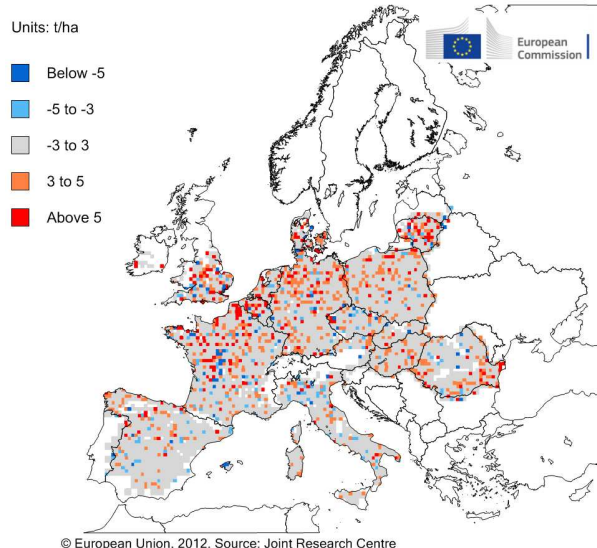 Units: t/ha
Below -5
-5 to -3
-3 to 3
3 to 5
Above 5
European
Commission
© European Union, 2012. Source: Joint Research Centre